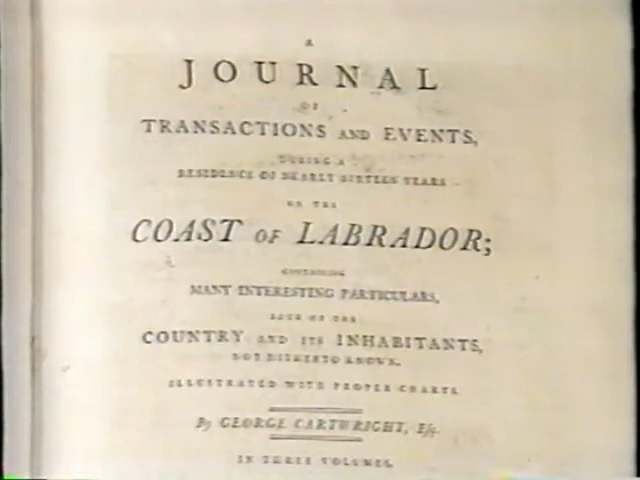 A
JOURNAL
OF
TRANSACTIONS AND EVENTS,
DURING A
RESIDENCE OF NEARLY SIXTEEN YEARS
ON THE
COAST OF LABRADOR;
CONTAINING
MANY INTERESTING PARTICULARS,
BOTH OF THE
COUNTRY AND ITS INHABITANTS,
NOT HITHERTO KNOWN.
ILLUSTRATED WITH PROPER CHARTS.
By GEORGE CARTWRIGHT, Esq.
IN THREE VOLUMES.